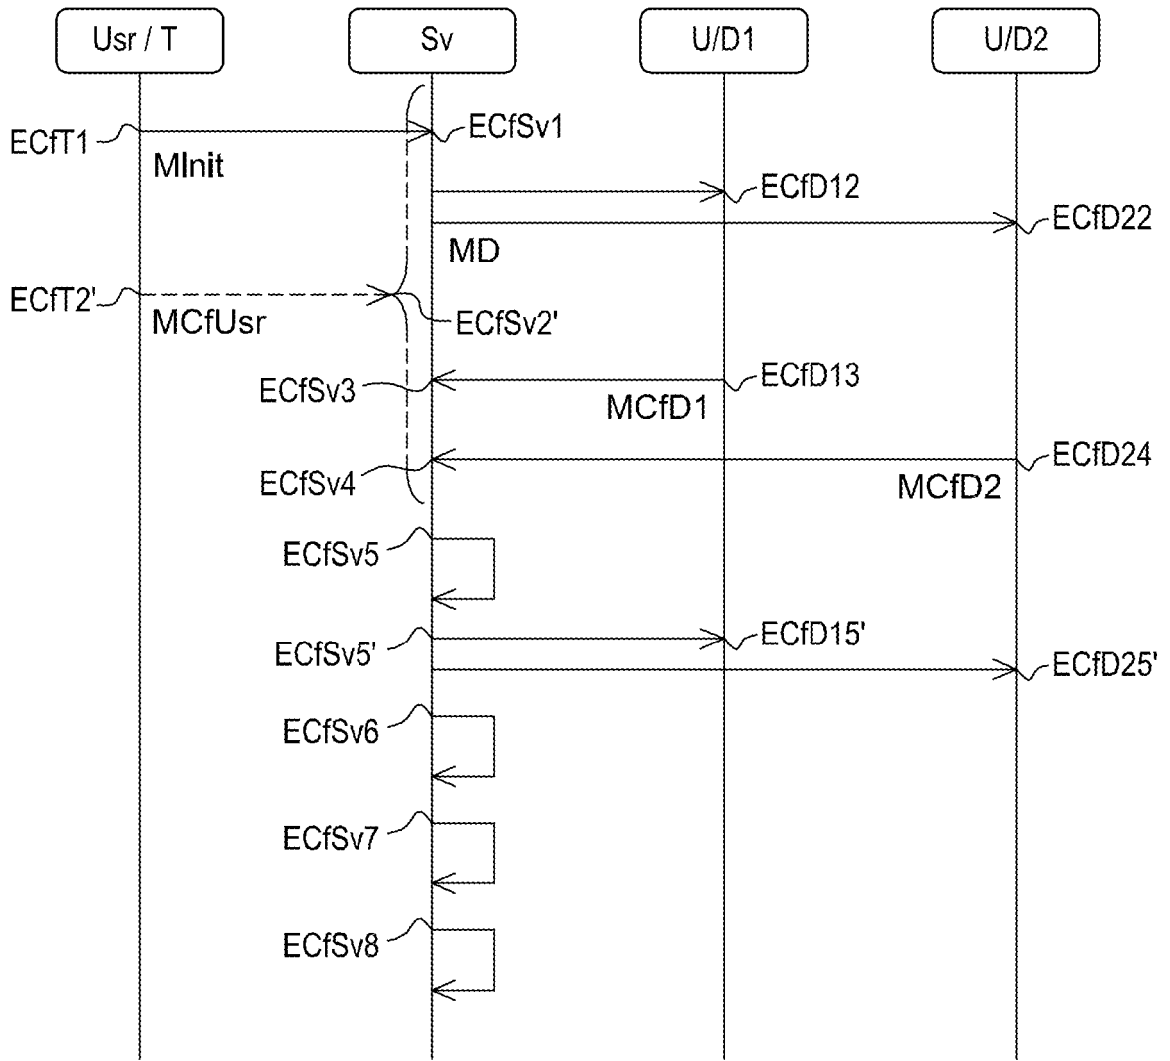 Usr / T
Sv
U/D1
U/D2
ECfT1
ECfSv1
MInit
ECfD12
ECfD22
MD
ECfT2'
MCfUsr
ECfSv2'
ECfSv3
ECfD13
MCfD1
ECfSv4
ECfD24
MCfD2
ECfSv5
ECfSv5'
ECfD15'
ECfD25'
ECfSv6
ECfSv7
ECfSv8